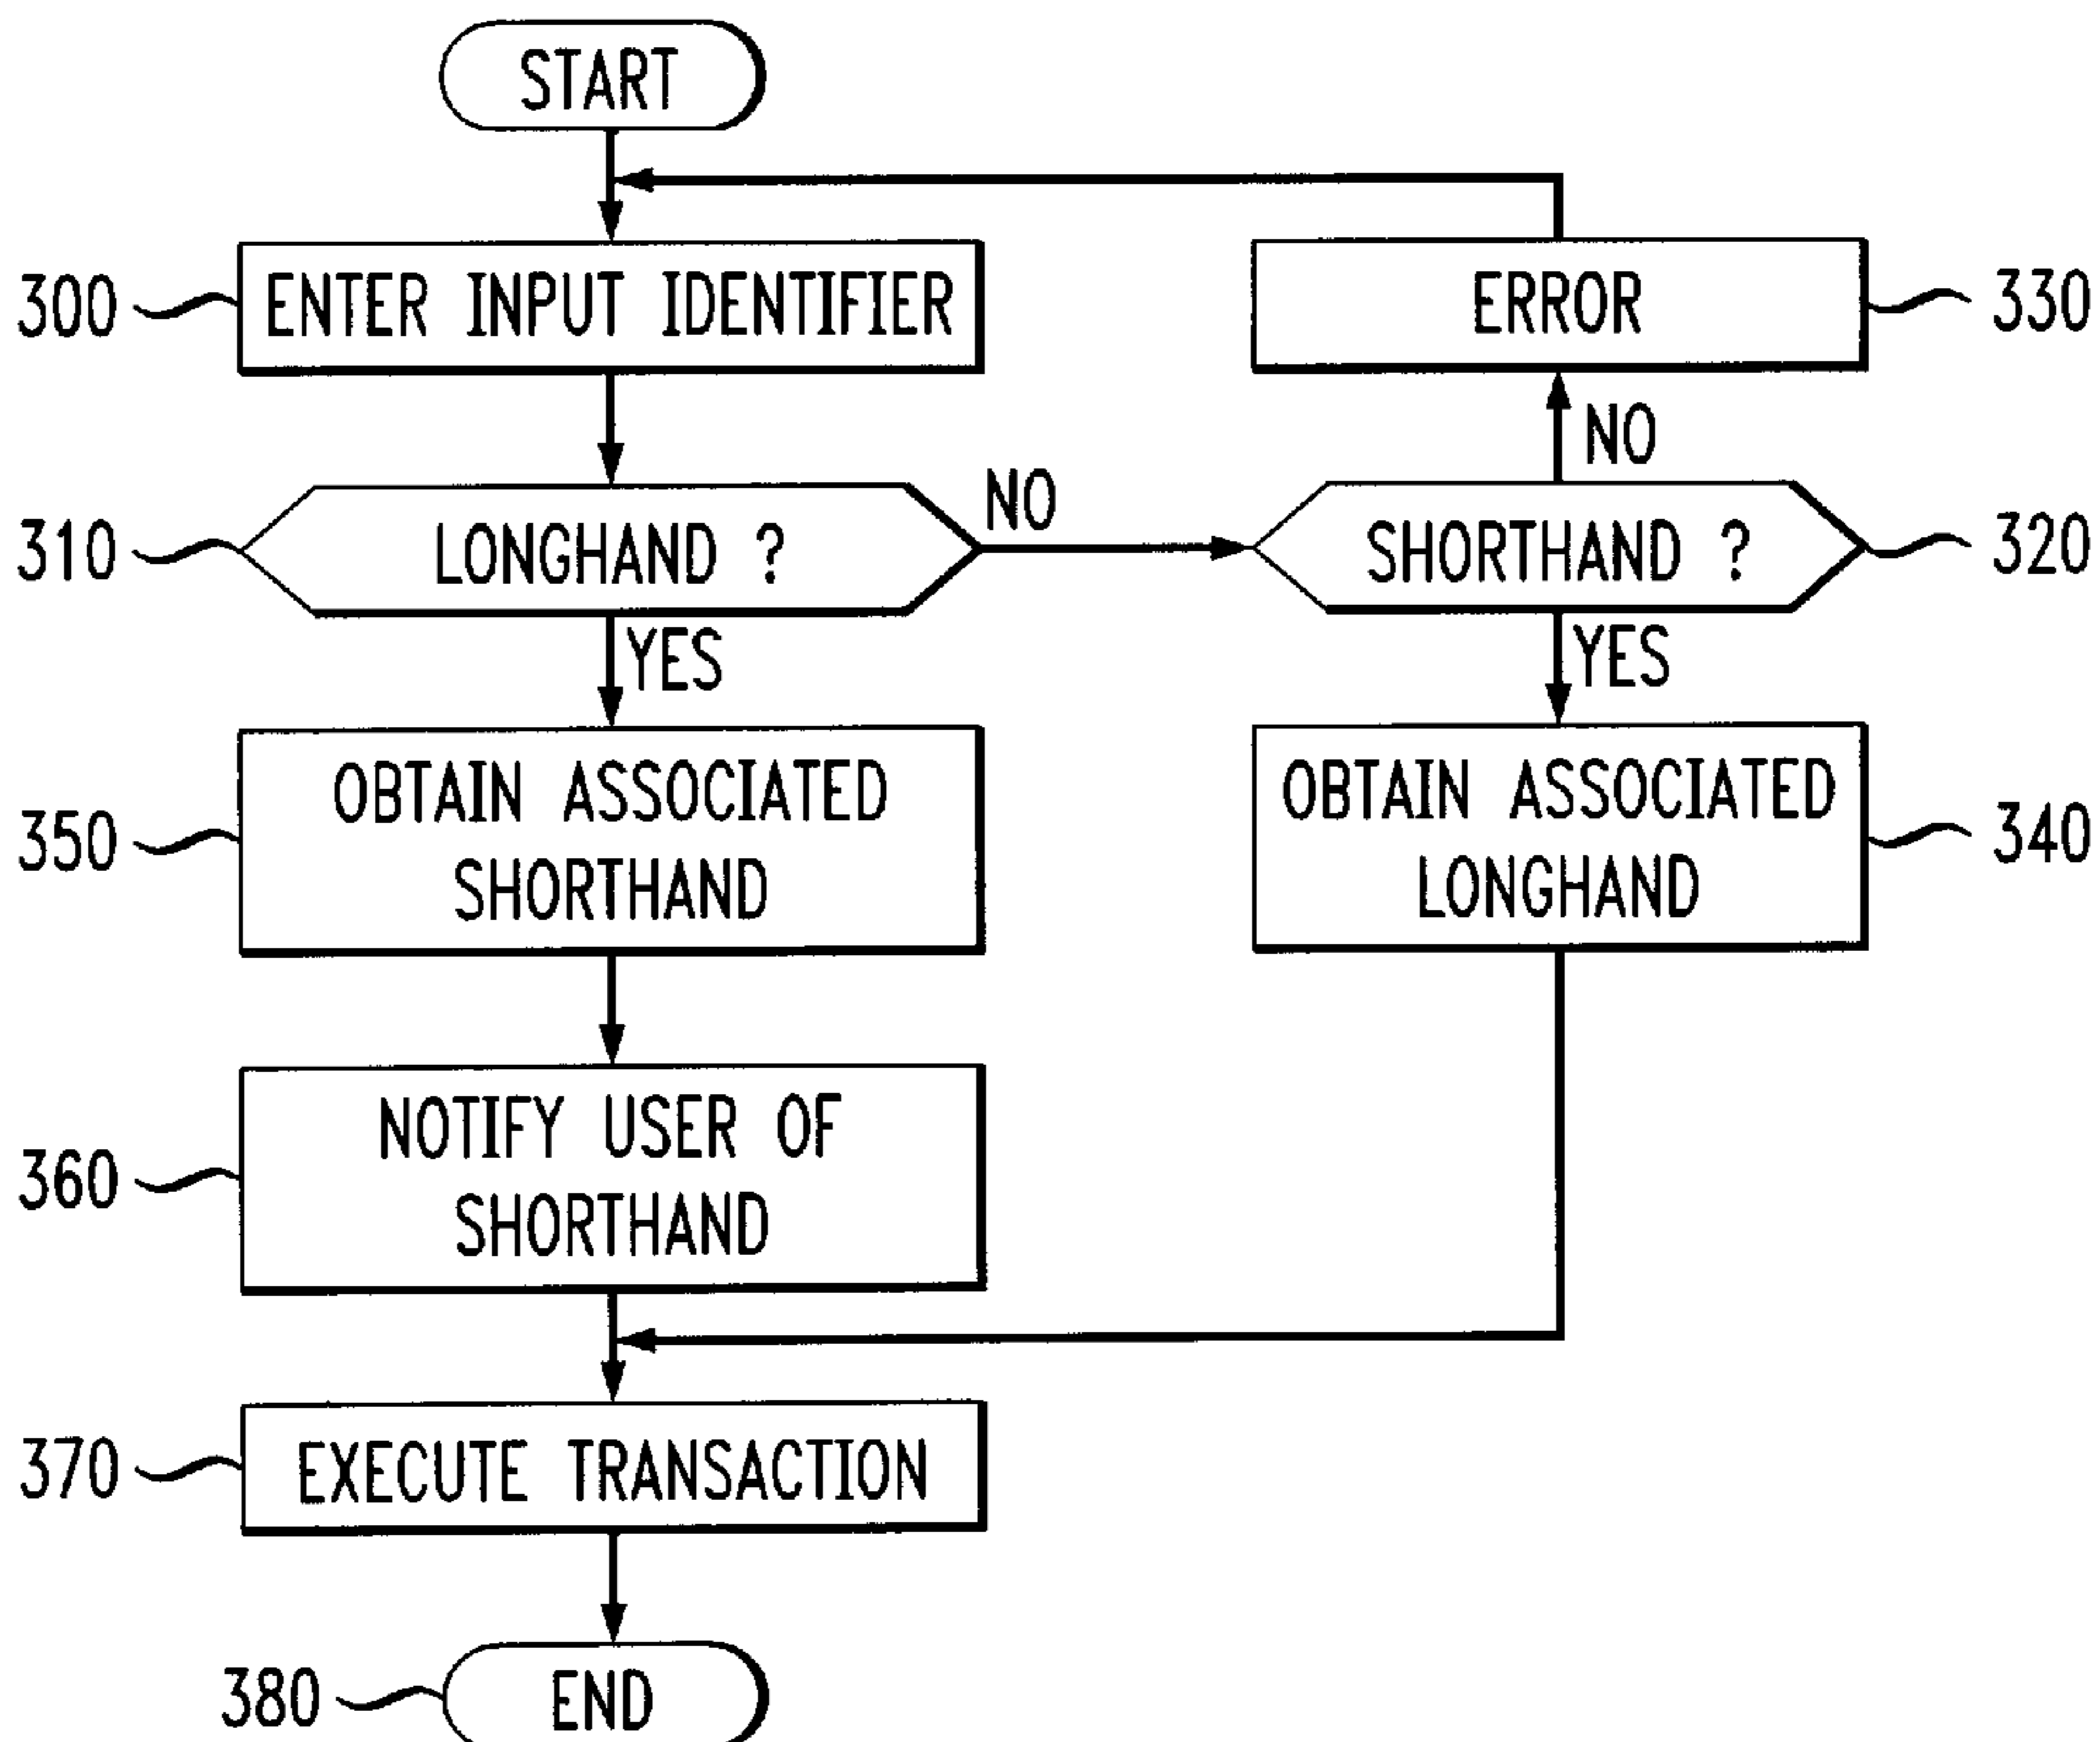 START
300 ENTER INPUT IDENTIFIER
ERROR 330
NO
310 LONGHAND ?
NO
SHORTHAND ? 320
YES
YES
350 OBTAIN ASSOCIATED
SHORTHAND
OBTAIN ASSOCIATED
LONGHAND
340
360 NOTIFY USER OF
SHORTHAND
370 EXECUTE TRANSACTION
380 END